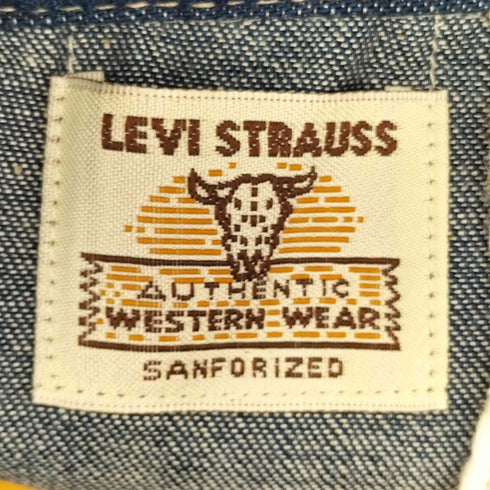 LEVI STRAUSS
AUTHENTIC
WESTERN WEAR
SANFORIZED